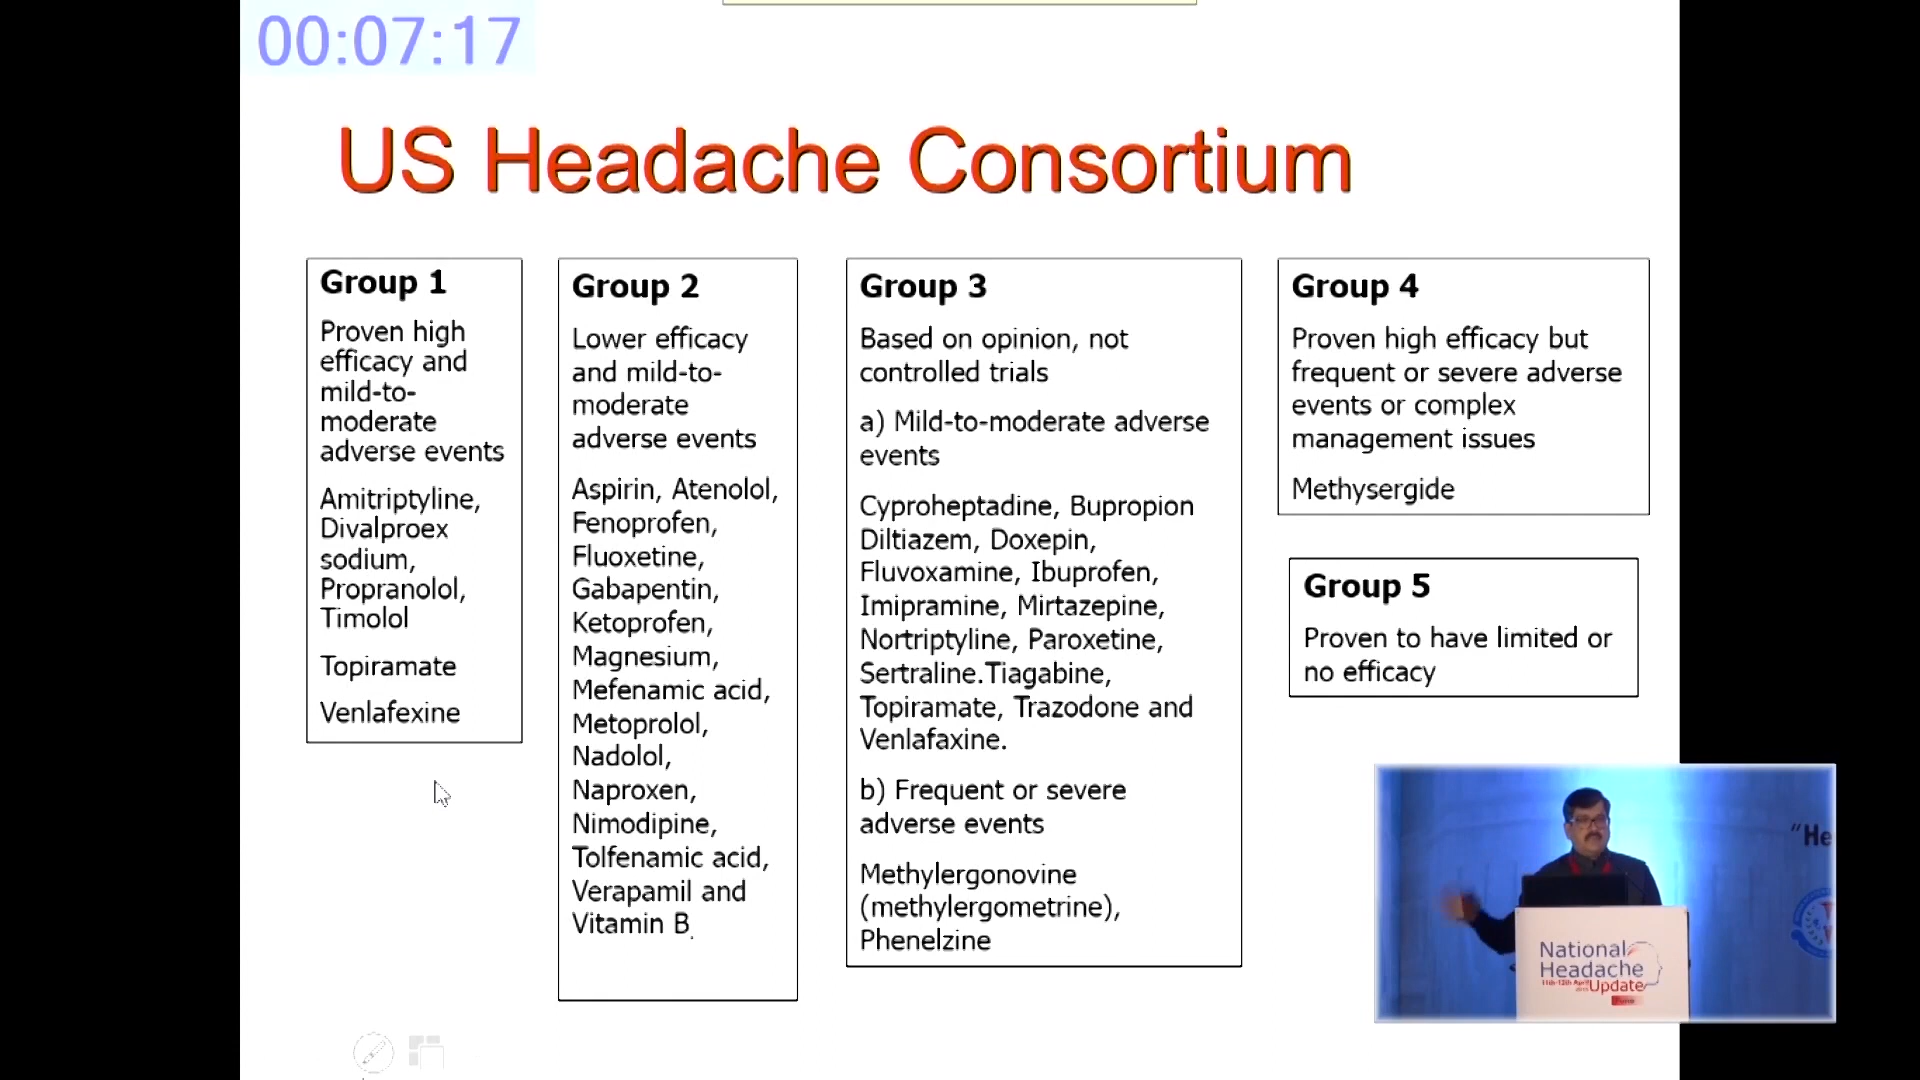 00:07:17
US Headache Consortium
Group 1
Proven high
efficacy and
mild-to-
moderate
adverse events
Amitriptyline,
Divalproex
sodium,
Propranolol,
Timolol
Topiramate
Venlafexine
Group 2
Lower efficacy
and mild-to-
moderate
adverse events
Aspirin, Atenolol,
Fenoprofen,
Fluoxetine,
Gabapentin,
Ketoprofen,
Magnesium,
Mefenamic acid,
Metoprolol,
Nadolol,
Naproxen,
Nimodipine,
Tolfenamic acid,
Verapamil and
Vitamin B.
Group 3
Based on opinion, not
controlled trials
a) Mild-to-moderate adverse
events
Cyproheptadine, Bupropion
Diltiazem, Doxepin,
Fluvoxamine, Ibuprofen,
Imipramine, Mirtazepine,
Nortriptyline, Paroxetine,
Sertraline.Tiagabine,
Topiramate, Trazodone and
Venlafaxine.
b) Frequent or severe
adverse events
Methylergonovine
(methylergometrine),
Phenelzine
Group 4
Proven high efficacy but
frequent or severe adverse
events or complex
management issues
Methysergide
Group 5
Proven to have limited or
no efficacy
"He
National
Headache
11th-12th April
Update